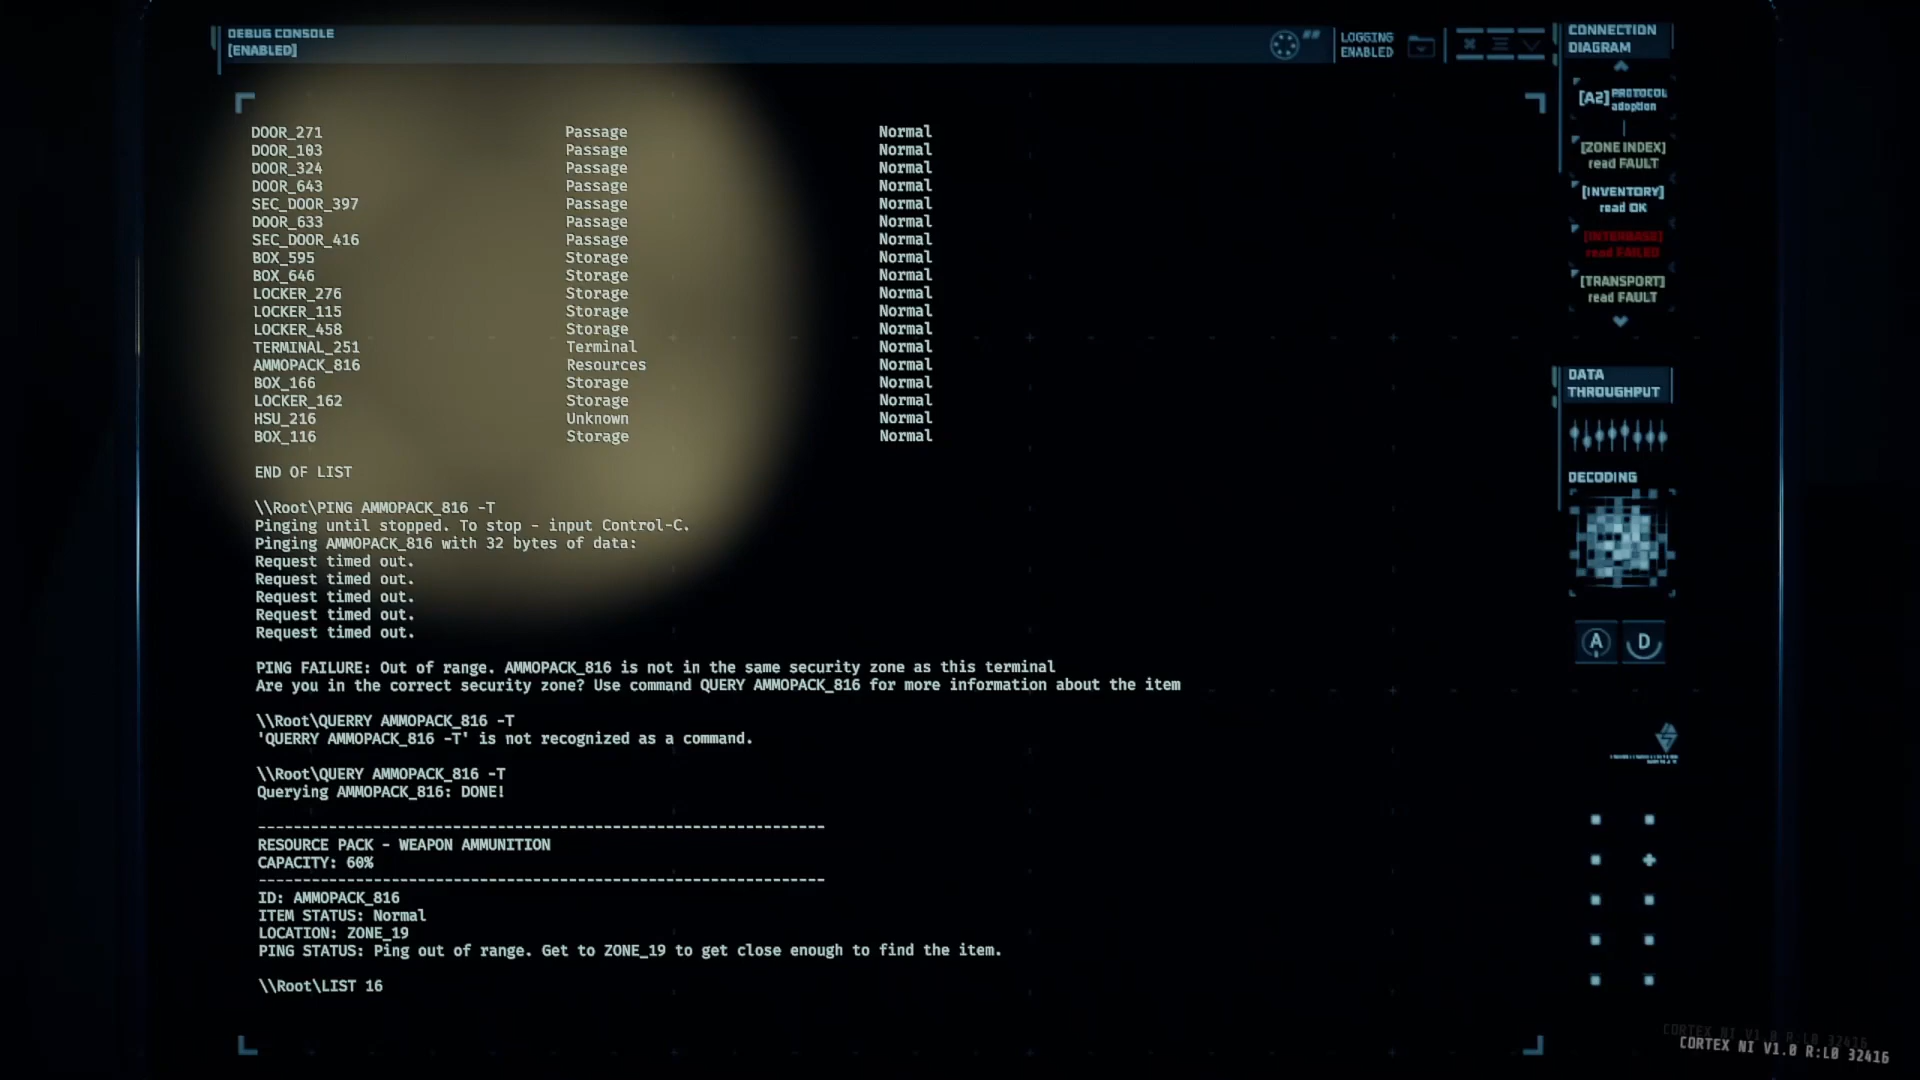 DEBUG CONSOLE
[ENABLED]
LOGGING
ENABLED
DOOR_271 Passage Normal
DOOR_103 Passage Normal
DOOR_324 Passage Normal
DOOR_643 Passage Normal
SEC_DOOR_397 Passage Normal
DOOR_633 Passage Normal
SEC_DOOR_416 Passage Normal
BOX_595 Storage Normal
BOX_646 Storage Normal
LOCKER_276 Storage Normal
LOCKER_115 Storage Normal
LOCKER_458 Storage Normal
TERMINAL_251 Terminal Normal
AMMOPACK_816 Resources Normal
BOX_166 Storage Normal
LOCKER_162 Storage Normal
HSU_216 Unknown Normal
BOX_116 Storage Normal
END OF LIST
\\Root\PING AMMOPACK_816 -T
Pinging until stopped. To stop - input Control-C.
Pinging AMMOPACK_816 with 32 bytes of data:
Request timed out.
Request timed out.
Request timed out.
Request timed out.
Request timed out.
PING FAILURE: Out of range. AMMOPACK_816 is not in the same security zone as this terminal
Are you in the correct security zone? Use command QUERY AMMOPACK_816 for more information about the item
\\Root\QUERRY AMMOPACK_816 -T
'QUERRY AMMOPACK_816 -T' is not recognized as a command.
\\Root\QUERY AMMOPACK_816 -T
Querying AMMOPACK_816: DONE!
----------------------------------------------------------------
RESOURCE PACK - WEAPON AMMUNITION
CAPACITY: 60%
----------------------------------------------------------------
ID: AMMOPACK_816
ITEM STATUS: Normal
LOCATION: ZONE_19
PING STATUS: Ping out of range. Get to ZONE_19 to get close enough to find the item.
\\Root\LIST 16
CONNECTION
DIAGRAM
[A2] PROTOCOL
adoption
[ZONE INDEX]
read FAULT
[INVENTORY]
read OK
[INTERBASE]
read FAILED
[TRANSPORT]
read FAULT
DATA
THROUGHPUT
DECODING
A D
CORTEX NI V1.0 R:L0 32416
CORTEX NI V1.0 R:L0 32416